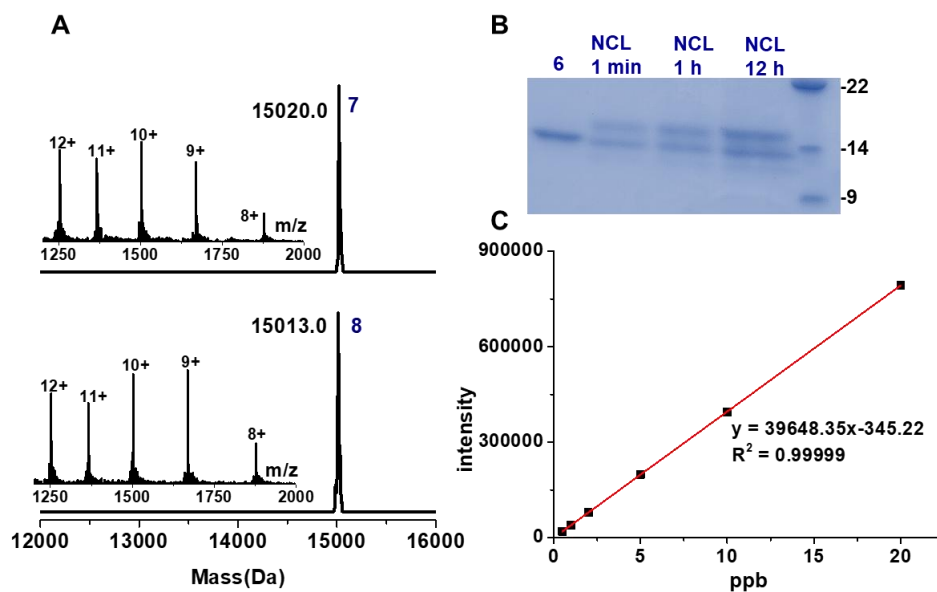 A
15020.0 7
12+ 11+ 10+ 9+ 8+ m/z
1250 1500 1750 2000
15013.0 8
12+ 11+ 10+ 9+ 8+ m/z
1250 1500 1750 2000
12000 13000 14000 15000 16000
Mass(Da)
B
6 NCL NCL NCL
1 min 1 h 12 h
-22
-14
-9
C
900000
600000
300000
0
intensity
y = 39648.35x-345.22
R² = 0.99999
0 5 10 15 20
ppb